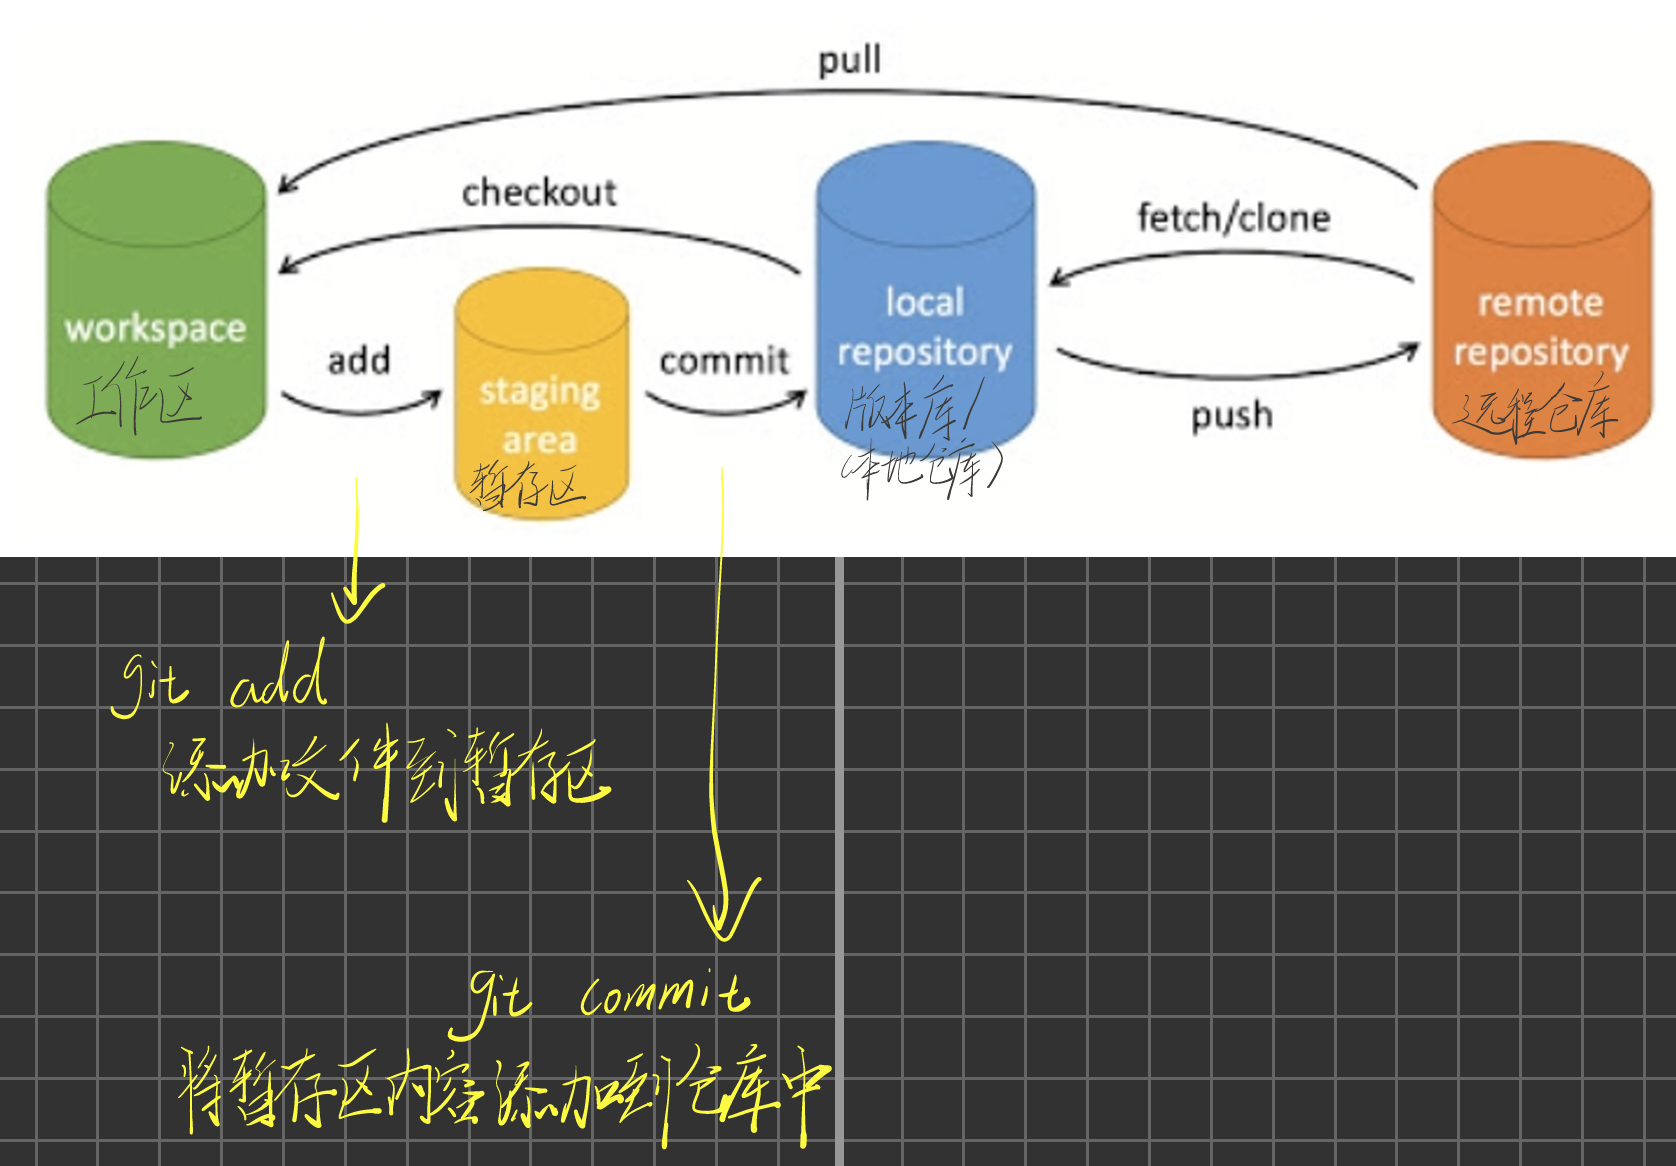 pull
checkout
fetch/clone
workspace
工作区
add
staging
area
暂存区
commit
local
repository
版本库/
(本地仓库)
push
remote
repository
远程仓库
git add
添加文件到暂存区
git commit
将暂存区内容添加到仓库中